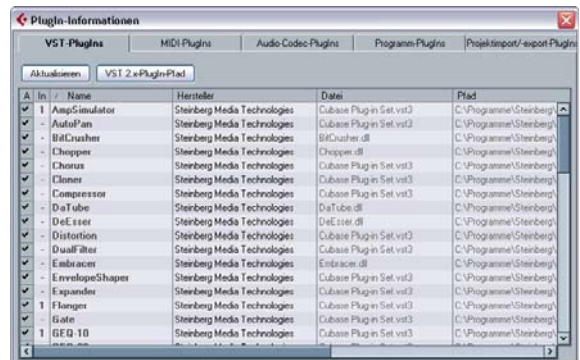 PlugIn-Informationen
VST-PlugIns MIDI-PlugIns Audio-Codec-PlugIns Programm-PlugIns Projektimport/-export-PlugIns
Aktualisieren VST 2.x-PlugIn-Pfad
A In / Name Hersteller Datei Pfad
1 AmpSimulator Steinberg Media Technologies Cubase Plug-in Set.vst3 C:\Programme\Steinberg\
- AutoPan Steinberg Media Technologies Cubase Plug-in Set.vst3 C:\Programme\Steinberg\
- BitCrusher Steinberg Media Technologies BitCrusher.dll C:\Programme\Steinberg\
- Chopper Steinberg Media Technologies Chopper.dll C:\Programme\Steinberg\
- Chorus Steinberg Media Technologies Cubase Plug-in Set.vst3 C:\Programme\Steinberg\
- Cloner Steinberg Media Technologies Cubase Plug-in Set.vst3 C:\Programme\Steinberg\
- Compressor Steinberg Media Technologies Cubase Plug-in Set.vst3 C:\Programme\Steinberg\
- DaTube Steinberg Media Technologies DaTube.dll C:\Programme\Steinberg\
- DeEsser Steinberg Media Technologies DeEsser.dll C:\Programme\Steinberg\
- Distortion Steinberg Media Technologies Cubase Plug-in Set.vst3 C:\Programme\Steinberg\
- DualFilter Steinberg Media Technologies Cubase Plug-in Set.vst3 C:\Programme\Steinberg\
- Embracer Steinberg Media Technologies Embracer.dll C:\Programme\Steinberg\
- EnvelopeShaper Steinberg Media Technologies Cubase Plug-in Set.vst3 C:\Programme\Steinberg\
- Expander Steinberg Media Technologies Cubase Plug-in Set.vst3 C:\Programme\Steinberg\
1 Flanger Steinberg Media Technologies Cubase Plug-in Set.vst3 C:\Programme\Steinberg\
- Gate Steinberg Media Technologies Cubase Plug-in Set.vst3 C:\Programme\Steinberg\
1 GEQ-10 Steinberg Media Technologies Cubase Plug-in Set.vst3 C:\Programme\Steinberg\